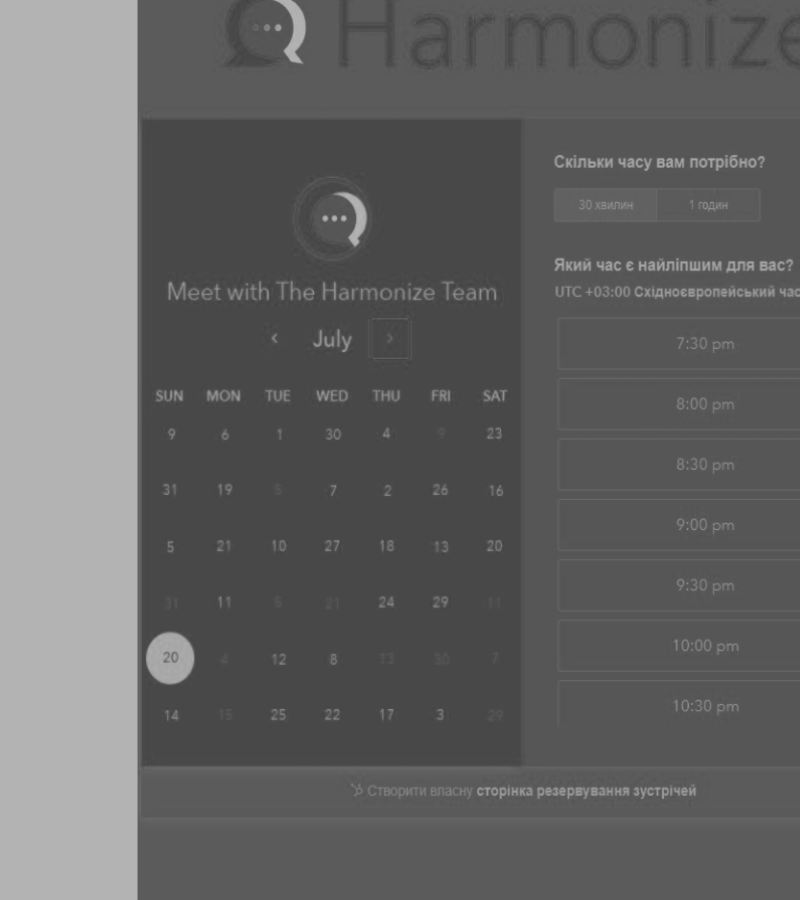 Harmonize
Meet with The Harmonize Team
July
SUN MON TUE WED THU FRI SAT
9 6 1 30 4 9 23
31 19 5 7 2 26 16
5 21 10 27 18 13 20
31 11 6 21 24 29 11
20 4 12 8 13 30 7
14 15 25 22 17 3 29
Скільки часу вам потрібно?
30 хвилин 1 годин
Який час є найліпшим для вас?
UTC +03:00 Східноєвропейський час
7:30 pm
8:00 pm
8:30 pm
9:00 pm
9:30 pm
10:00 pm
10:30 pm
Створити власну сторінка резервування зустрічей